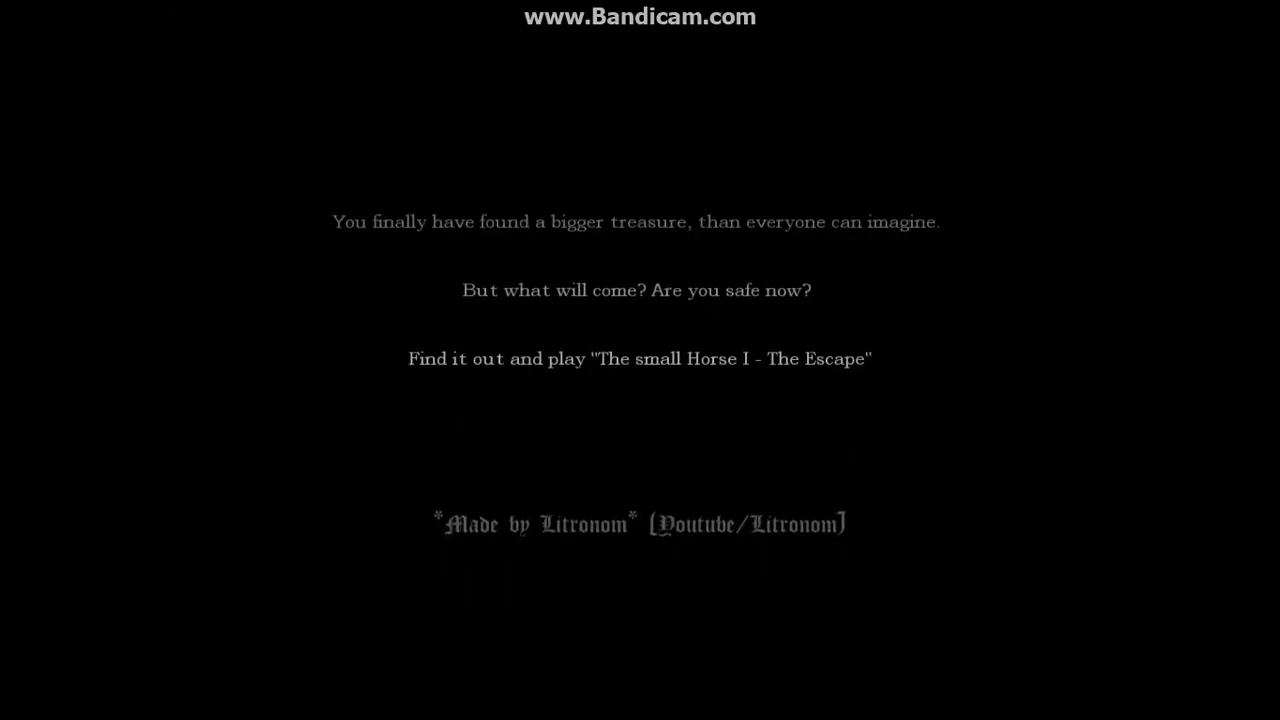 www.Bandicam.com
You finally have found a bigger treasure, than everyone can imagine.
But what will come? Are you safe now?
Find it out and play "The small Horse I - The Escape"
*Made by Litronom* [Youtube/Litronom]